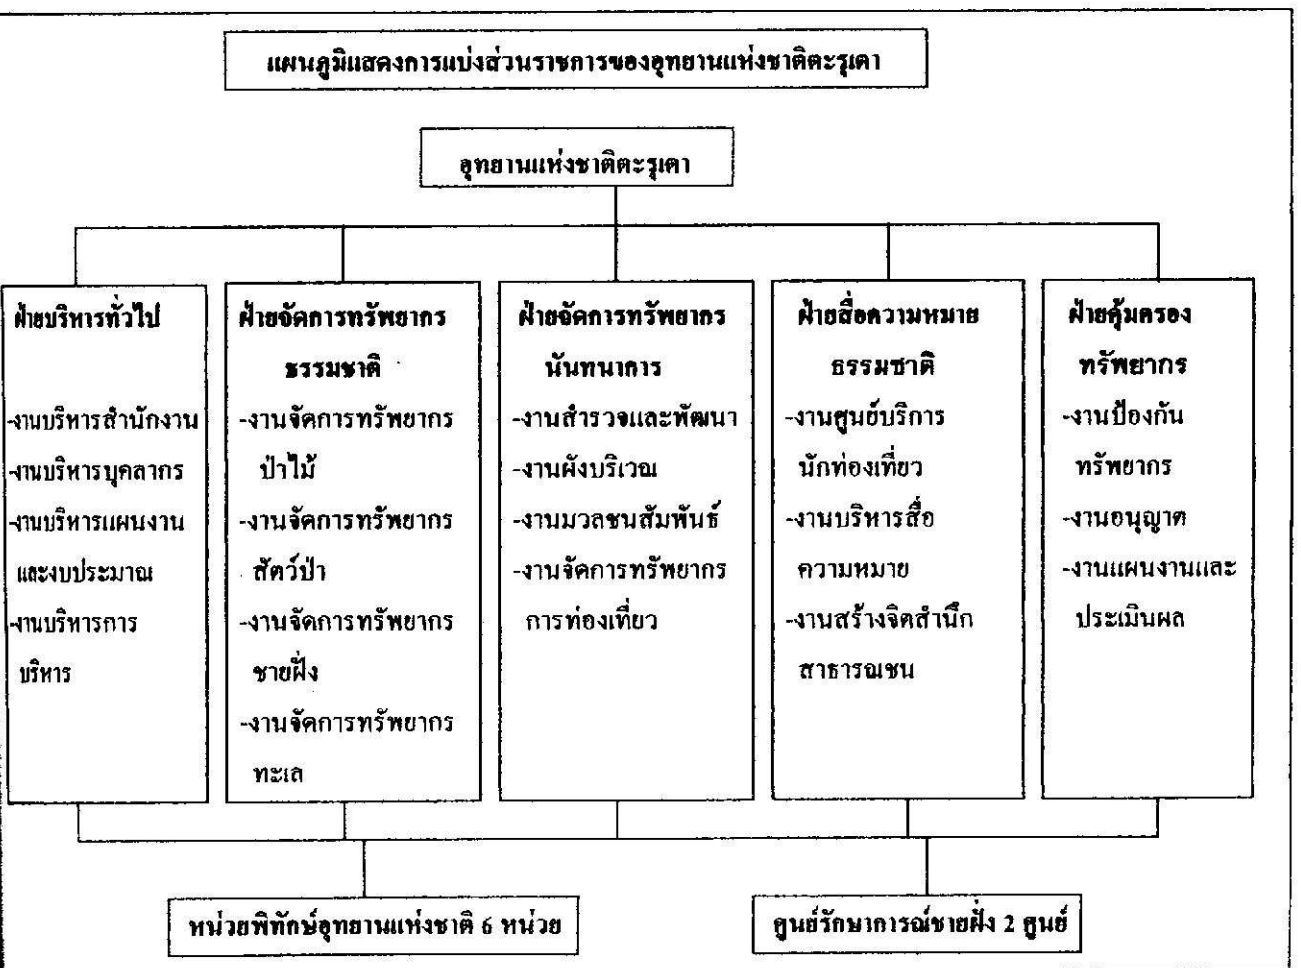 แผนภูมิแสดงการแบ่งส่วนราชการของอุทยานแห่งชาติตะรุเตา
อุทยานแห่งชาติตะรุเตา
ฝ่ายบริหารทั่วไป
-งานบริหารสำนักงาน
-งานบริหารบุคลากร
-งานบริหารแผนงาน
และงบประมาณ
-งานบริหารการ
บริหาร
ฝ่ายจัดการทรัพยากร
ธรรมชาติ
-งานจัดการทรัพยากร
ป่าไม้
-งานจัดการทรัพยากร
สัตว์ป่า
-งานจัดการทรัพยากร
ชายฝั่ง
-งานจัดการทรัพยากร
ทะเล
ฝ่ายจัดการทรัพยากร
นันทนาการ
-งานสำรวจและพัฒนา
-งานผังบริเวณ
-งานมวลชนสัมพันธ์
-งานจัดการทรัพยากร
การท่องเที่ยว
ฝ่ายสื่อความหมาย
ธรรมชาติ
-งานศูนย์บริการ
นักท่องเที่ยว
-งานบริหารสื่อ
ความหมาย
-งานสร้างจิตสำนึก
สาธารณชน
ฝ่ายคุ้มครอง
ทรัพยากร
-งานป้องกัน
ทรัพยากร
-งานอนุญาต
-งานแผนงานและ
ประเมินผล
หน่วยพิทักษ์อุทยานแห่งชาติ 6 หน่วย
ศูนย์รักษาการณ์ชายฝั่ง 2 ศูนย์